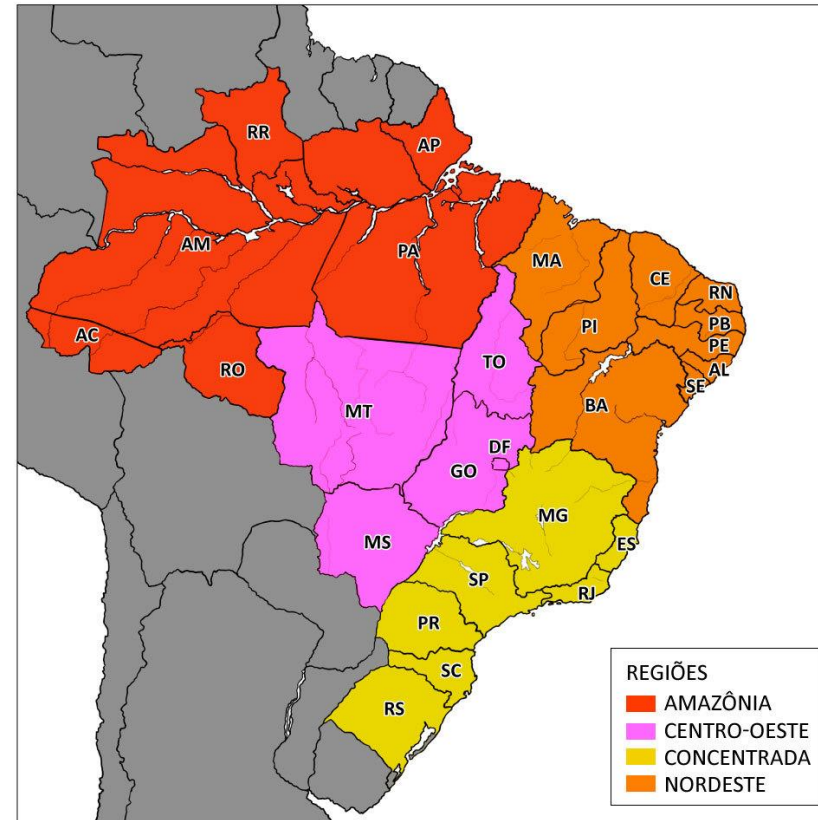 RR
AP
AM
PA
MA
CE
RN
PB
PE
AL
SE
PI
AC
RO
TO
BA
MT
DF
GO
MG
MS
ES
SP
RJ
PR
SC
RS
REGIÕES
AMAZÔNIA
CENTRO-OESTE
CONCENTRADA
NORDESTE